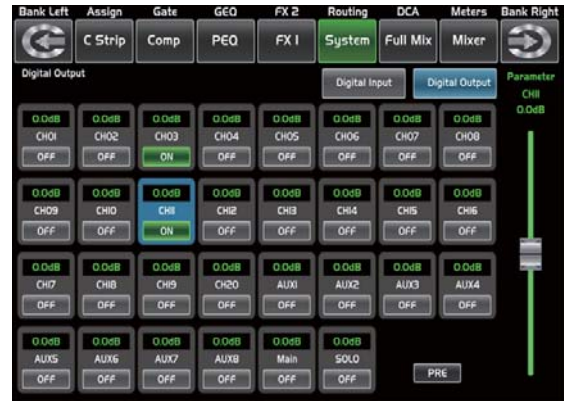 Bank Left Assign Gate GEQ FX 2 Routing DCA Meters Bank Right
C Strip Comp PEQ FX 1 System Full Mix Mixer
Digital Output Digital Input Digital Output Parameter
CH11
0.0dB
0.0dB 0.0dB 0.0dB 0.0dB 0.0dB 0.0dB 0.0dB 0.0dB
CH01 CH02 CH03 CH04 CH05 CH06 CH07 CH08
OFF OFF ON OFF OFF OFF OFF OFF
0.0dB 0.0dB 0.0dB 0.0dB 0.0dB 0.0dB 0.0dB 0.0dB
CH09 CH10 CH11 CH12 CH13 CH14 CH15 CH16
OFF OFF ON OFF OFF OFF OFF OFF
0.0dB 0.0dB 0.0dB 0.0dB 0.0dB 0.0dB 0.0dB 0.0dB
CH17 CH18 CH19 CH20 AUX1 AUX2 AUX3 AUX4
OFF OFF OFF OFF OFF OFF OFF OFF
0.0dB 0.0dB 0.0dB 0.0dB 0.0dB 0.0dB
AUX5 AUX6 AUX7 AUX8 Main SOLO
OFF OFF OFF OFF OFF OFF
PRE